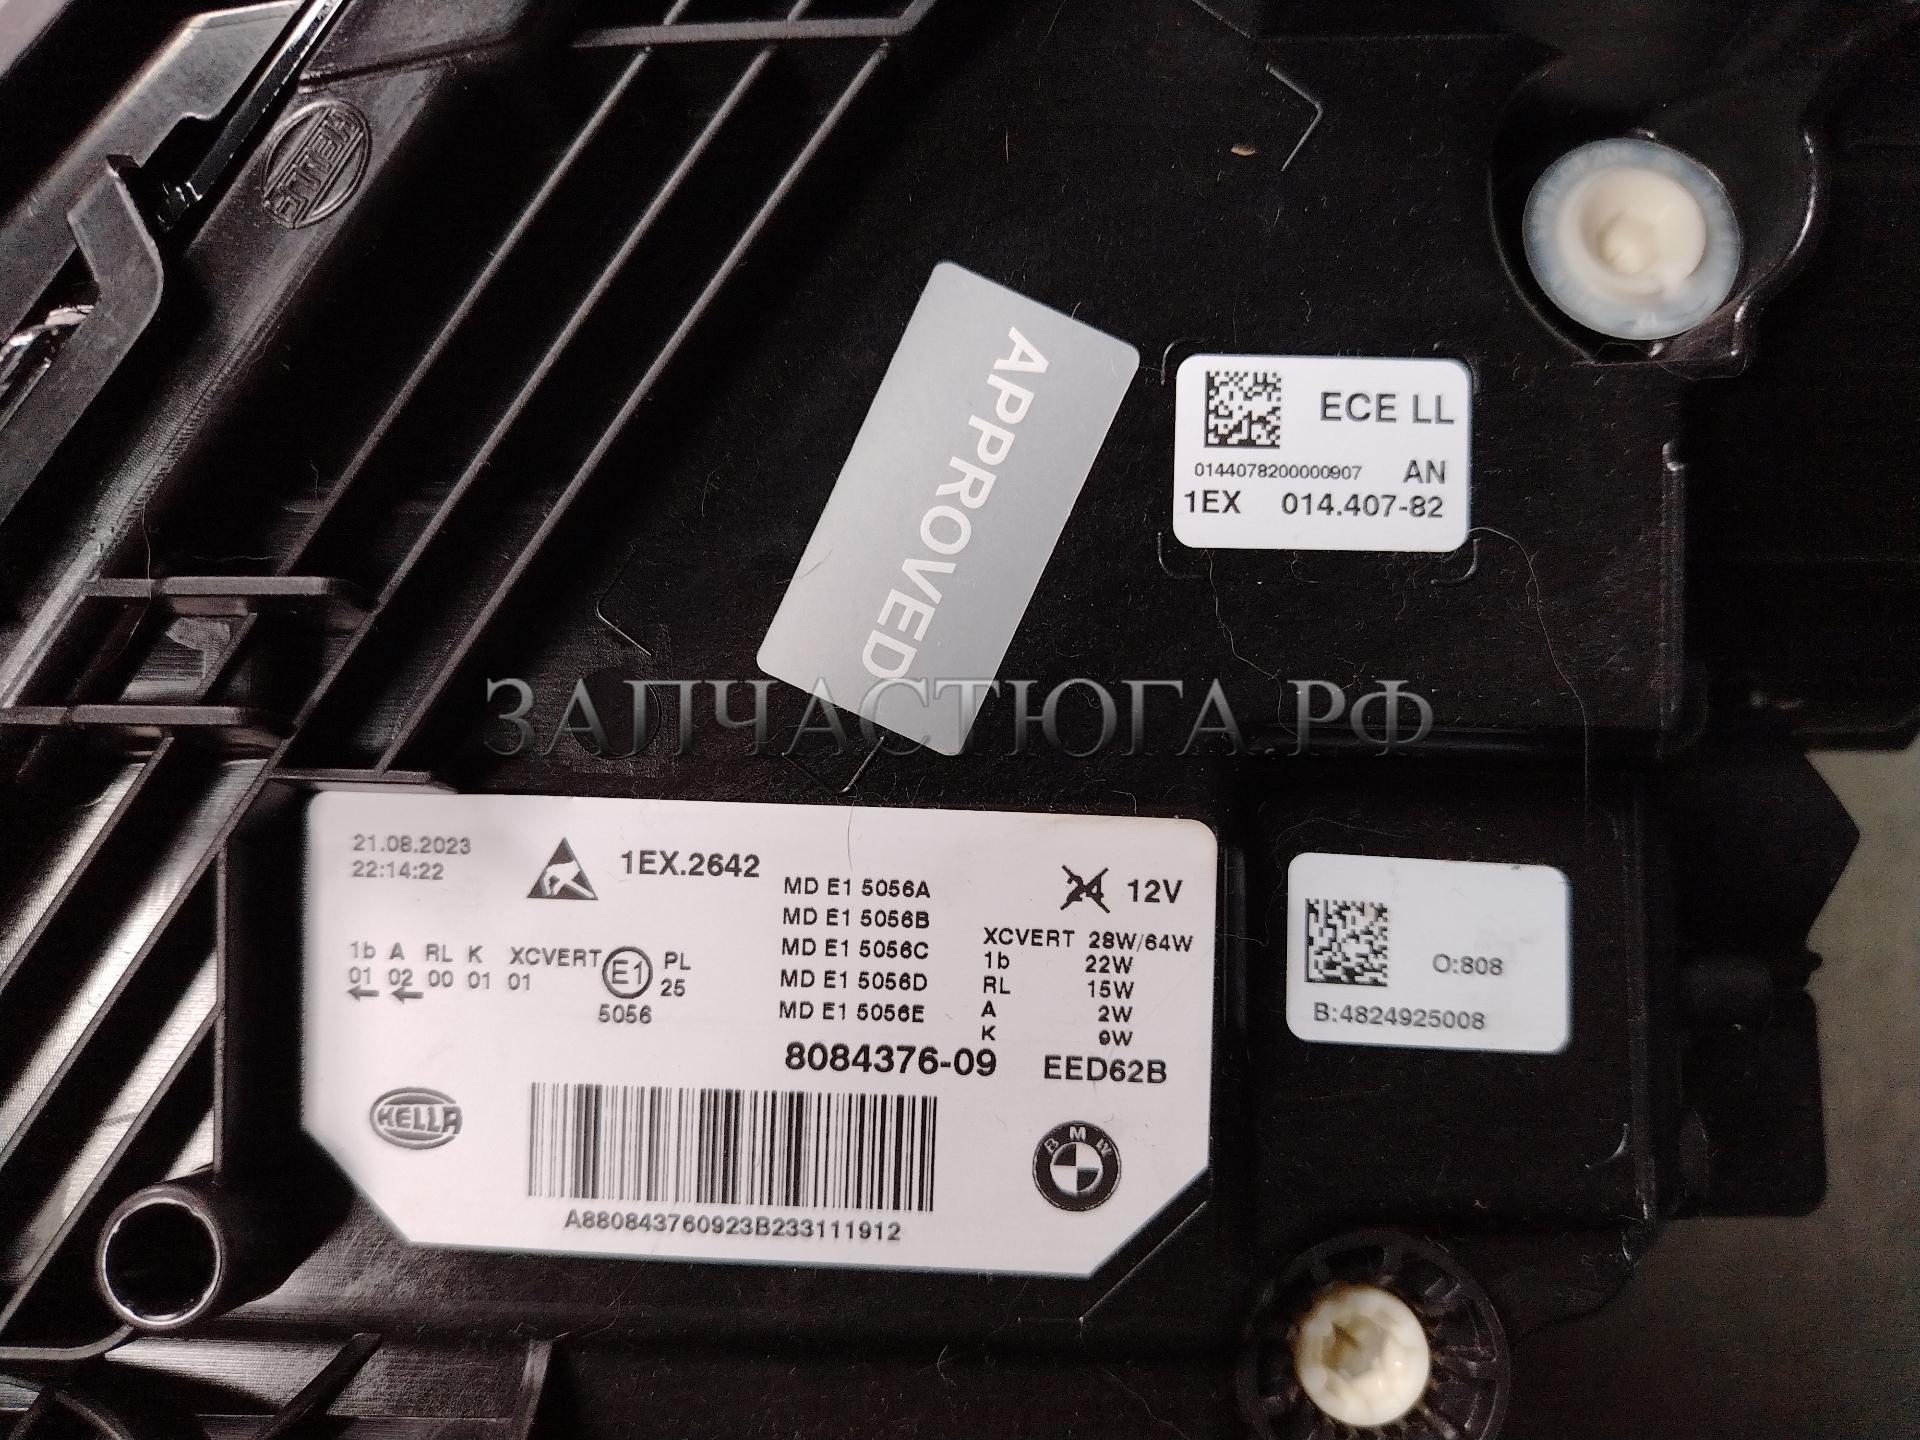 HELLA
APPROVED
ECE LL
0144078200000907 AN
1EX 014.407-82
ЗАПЧАСТЮГА.РФ
21.08.2023
22:14:22
1EX.2642
MD E1 5056A
MD E1 5056B
MD E1 5056C
MD E1 5056D
MD E1 5056E
24 12V
XCVERT 28W/64W
1b 22W
RL 15W
A 2W
K 9W
1b A RL K XCVERT
01 02 00 01 01
E1
PL
25
5056
8084376-09 EED62B
HELLA
BMW
A880843760923B233111912
O:808
B:4824925008